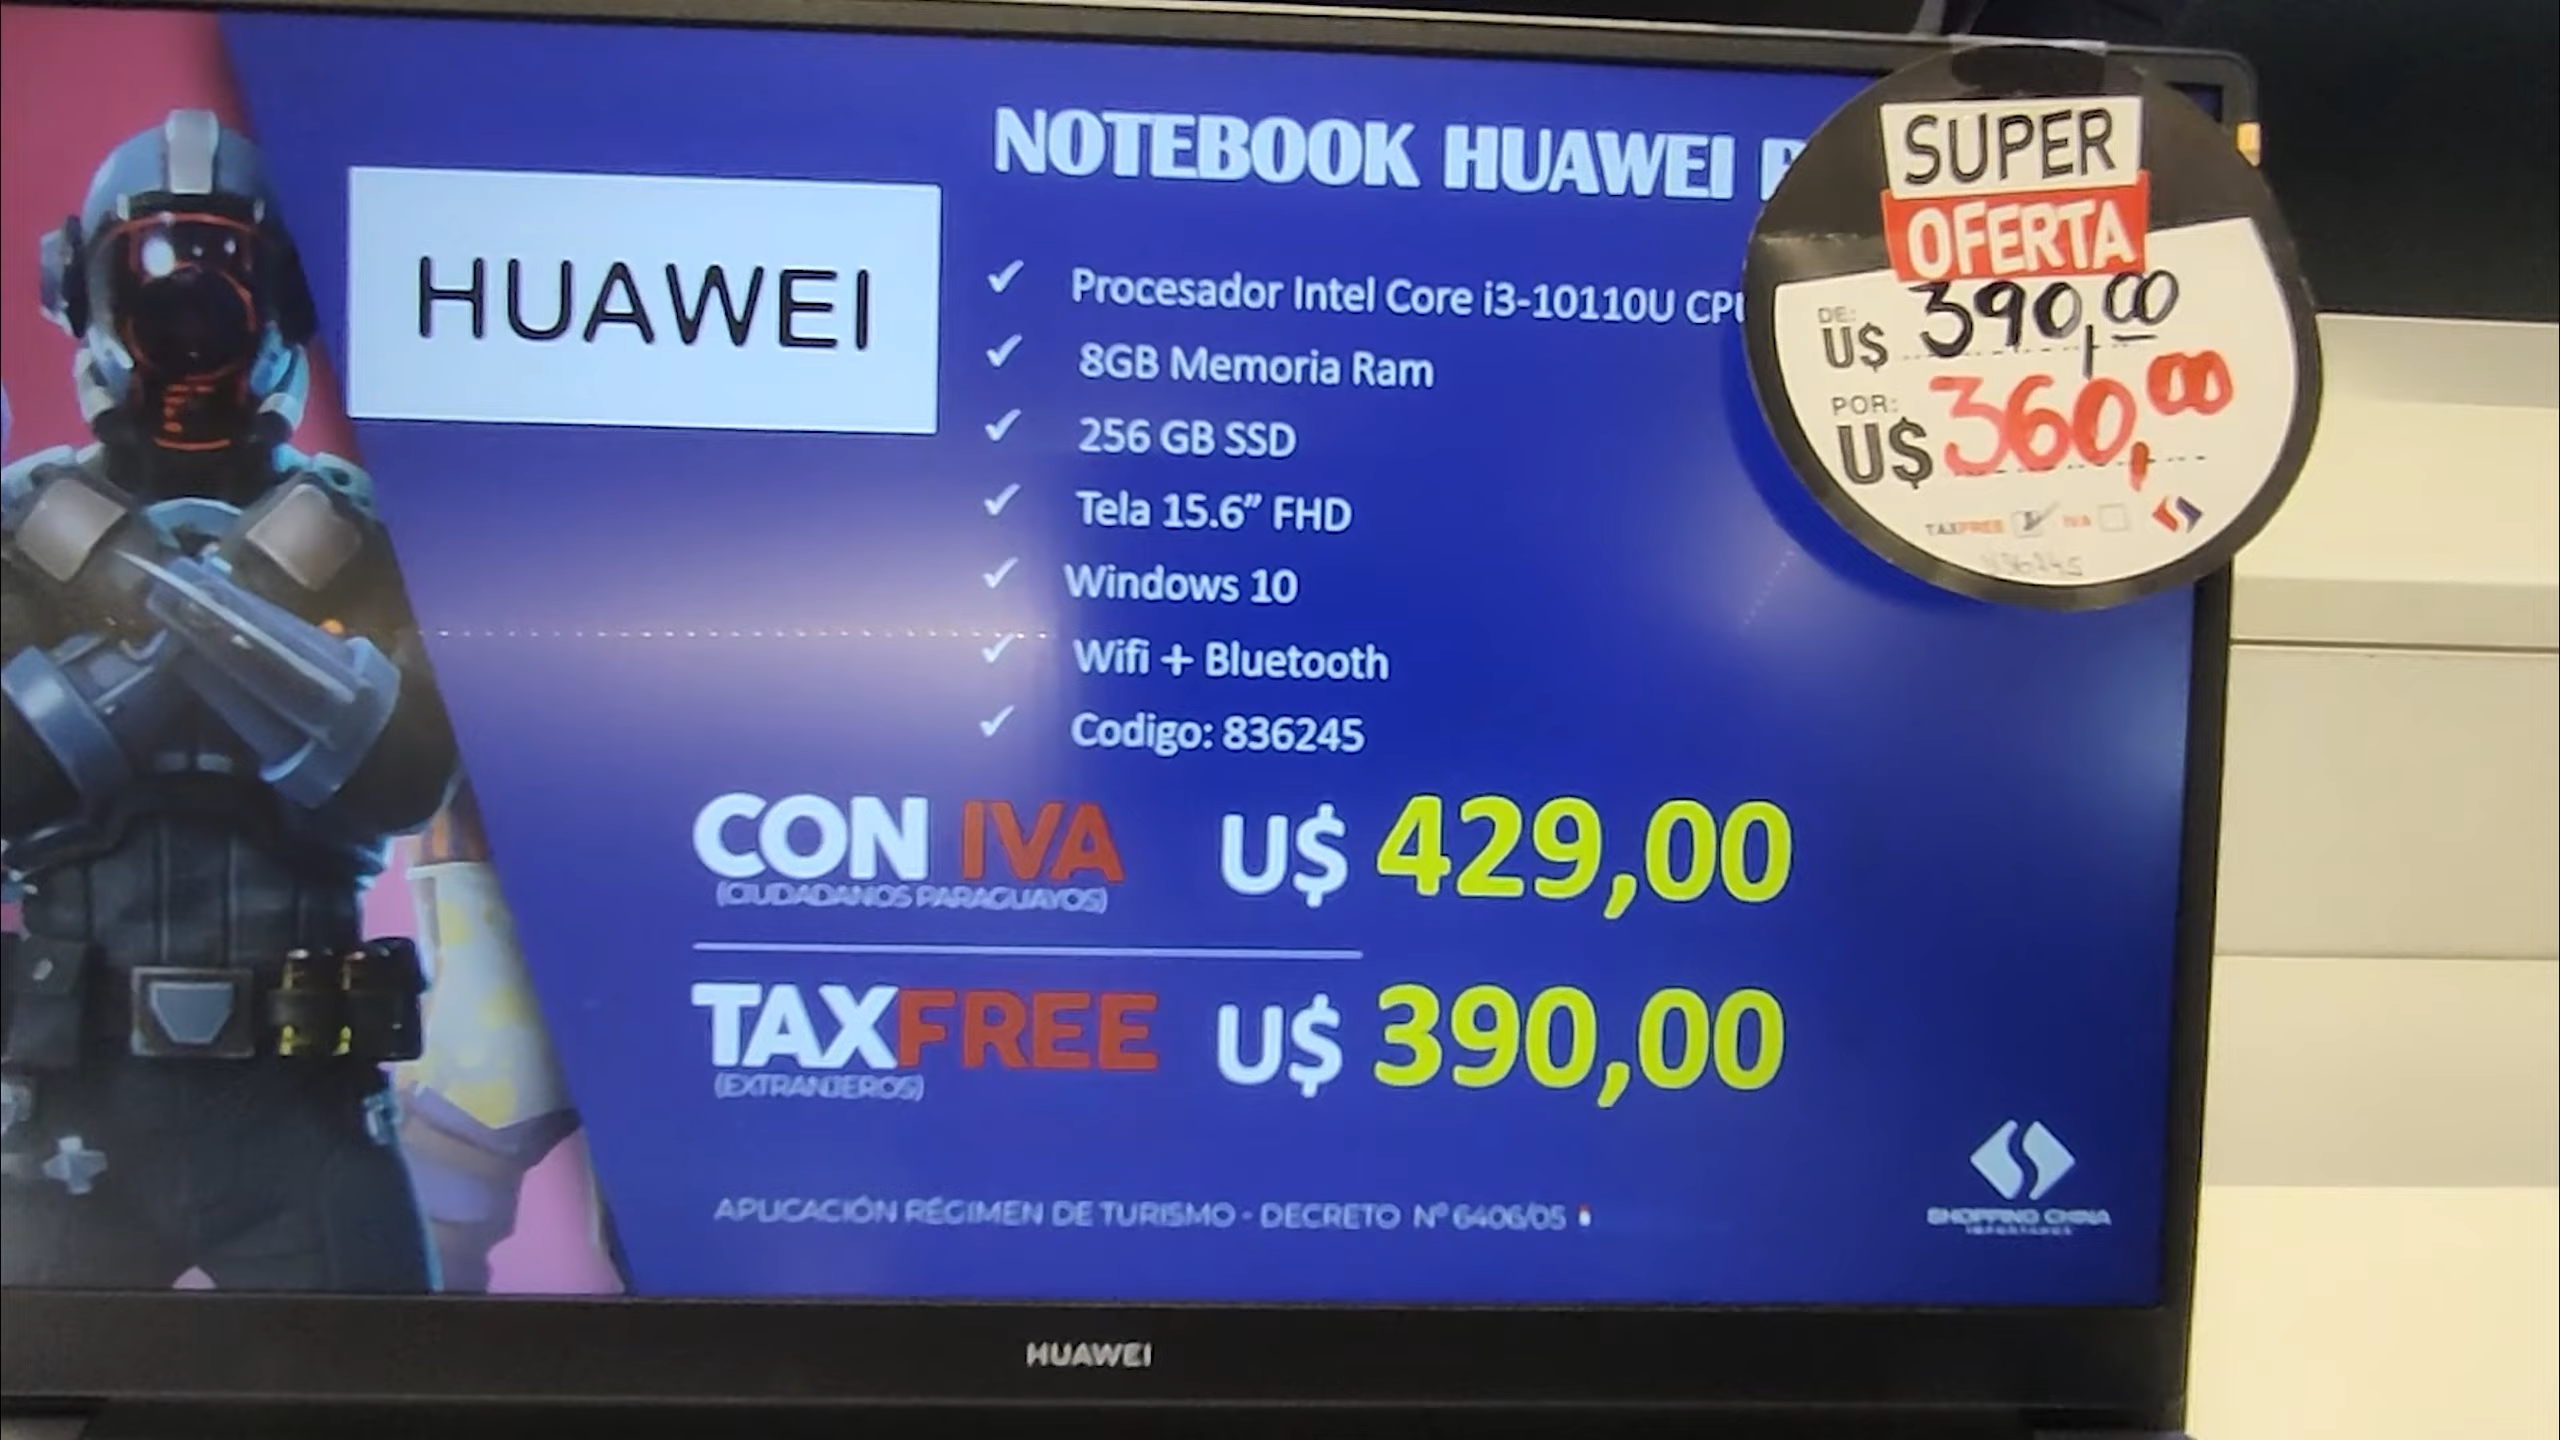 NOTEBOOK HUAWEI
HUAWEI
Procesador Intel Core i3-10110U
8GB Memoria Ram
256 GB SSD
Tela 15.6” FHD
Windows 10
Wifi + Bluetooth
Codigo: 836245
SUPER
OFERTA
DE:
U$ 390,00
POR:
U$ 360,00
TAXFREE IVA
CON IVA U$ 429,00
(CIUDADANOS PARAGUAYOS)
TAXFREE U$ 390,00
(EXTRANJEROS)
APLICACIÓN RÉGIMEN DE TURISMO - DECRETO Nº 6406/05
SHOPPING CHINA
IMPORTADOS
HUAWEI